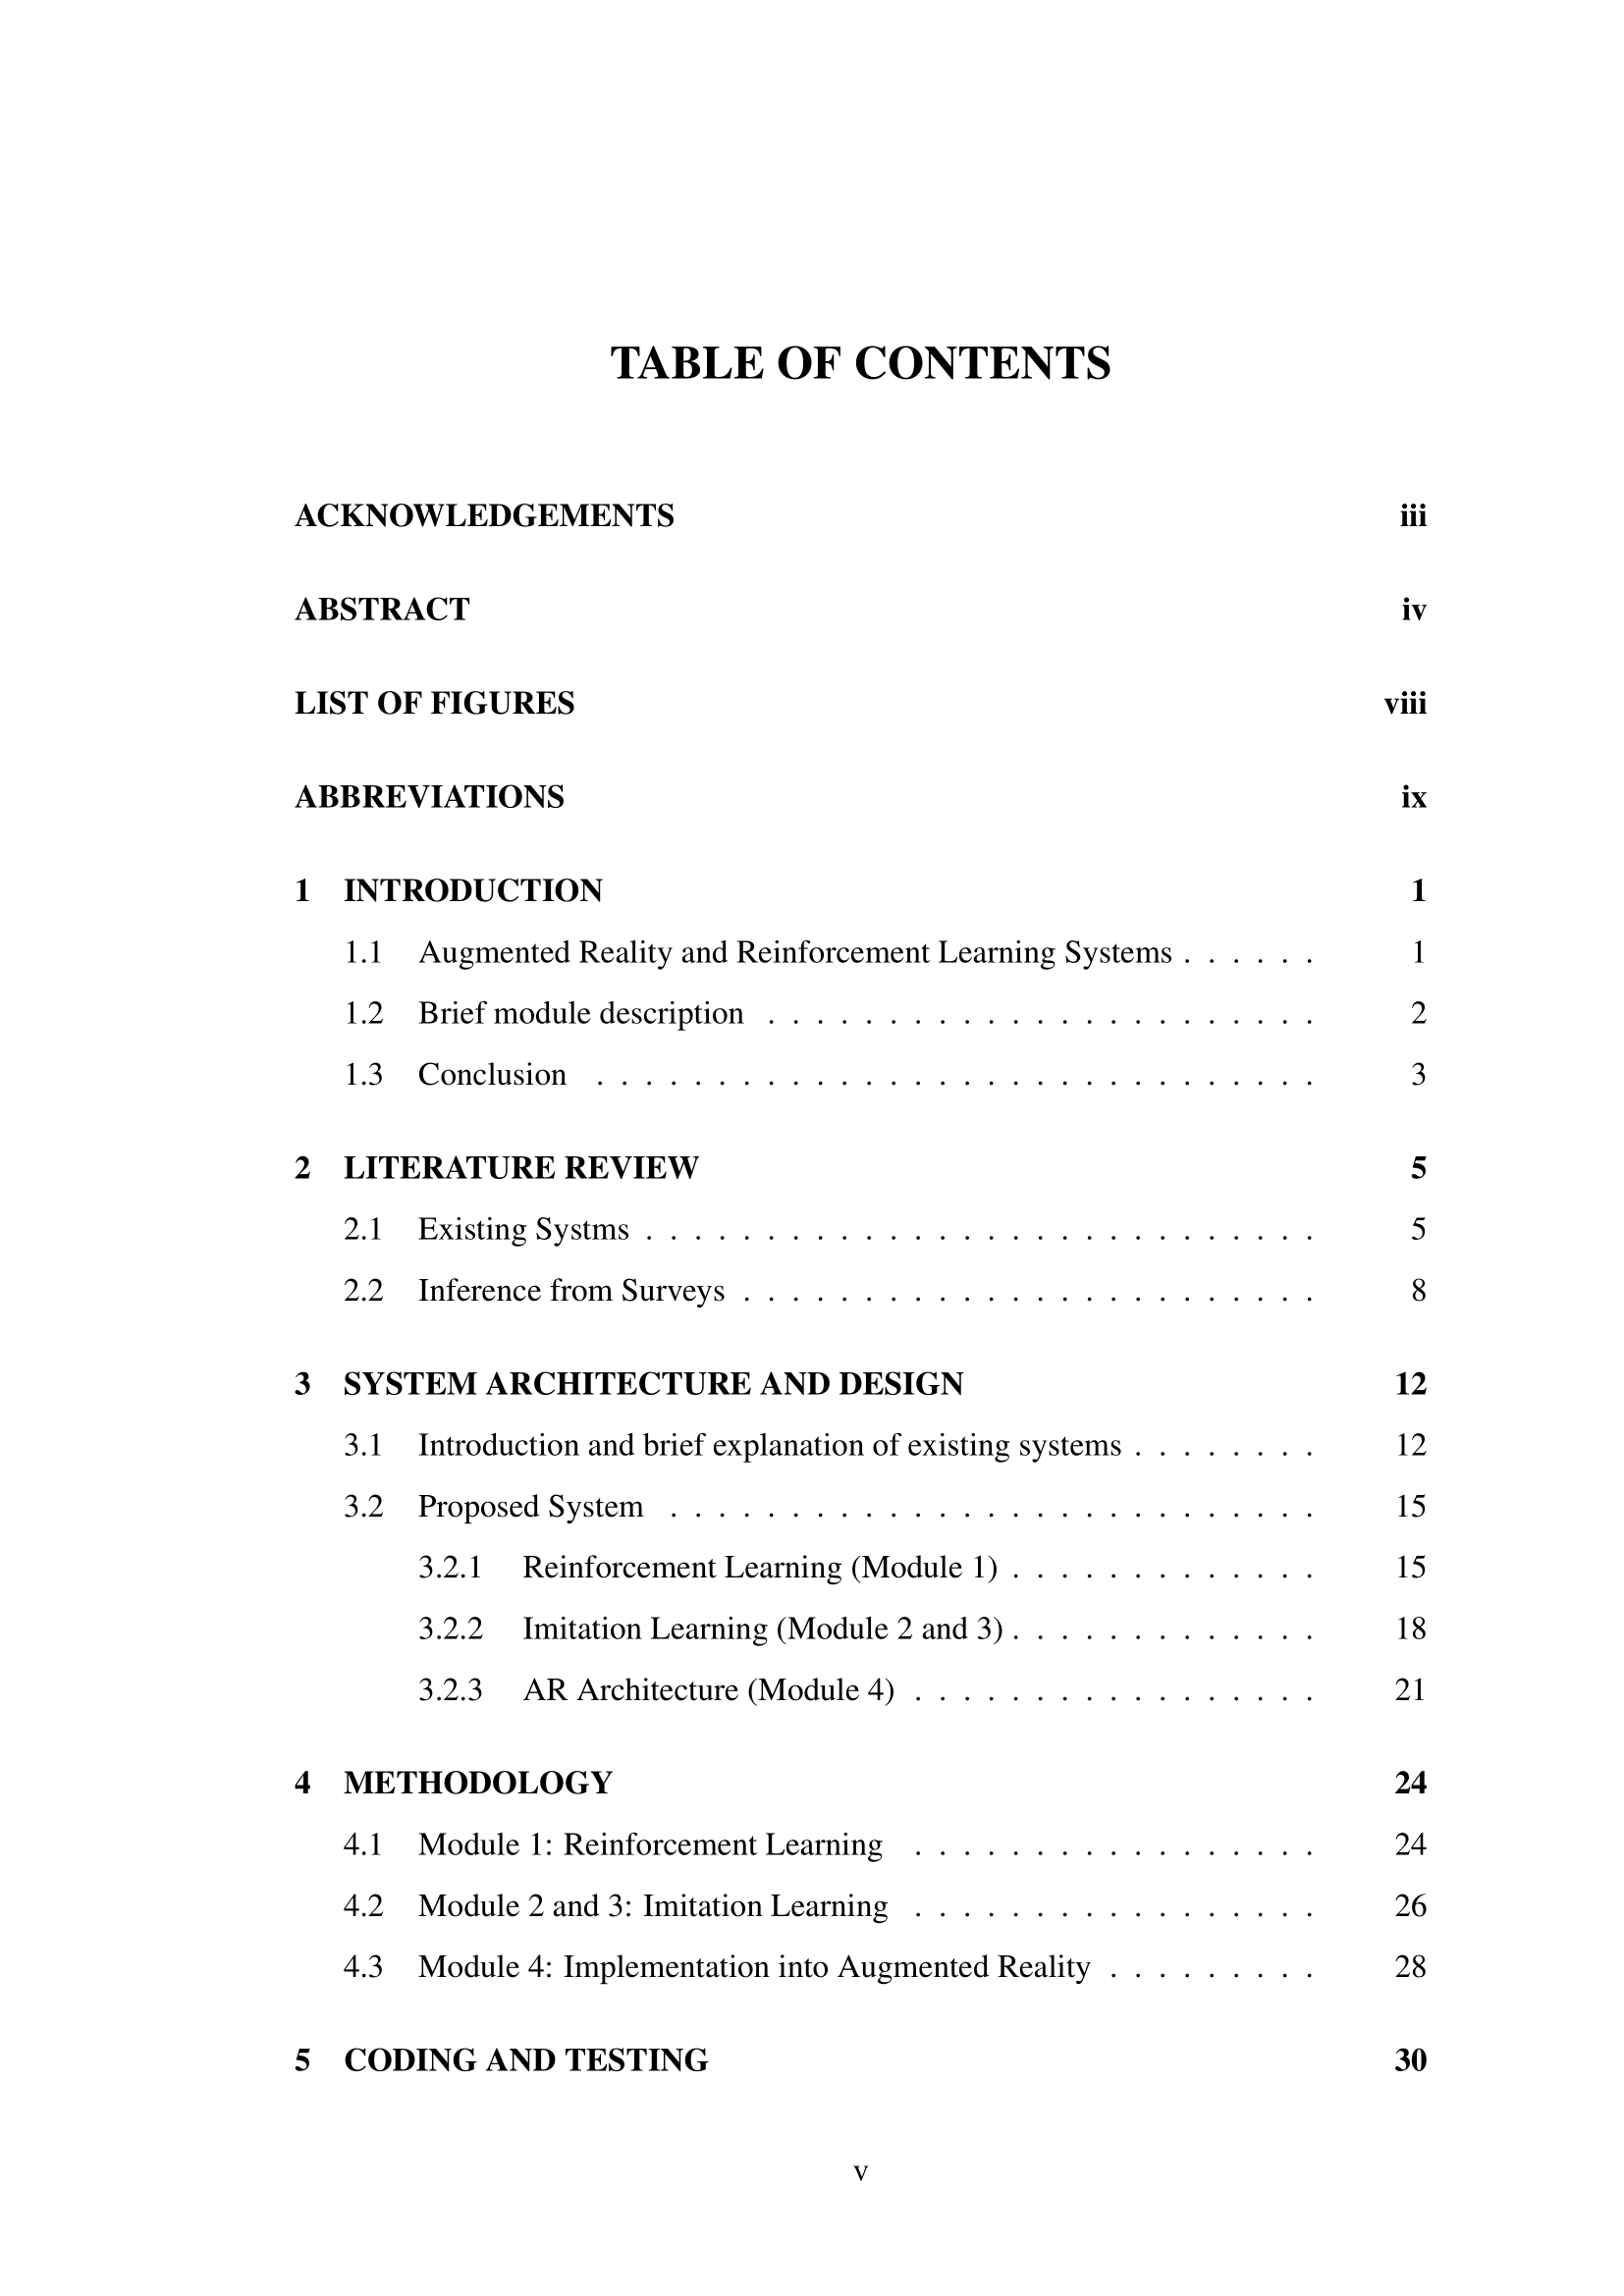 TABLE OF CONTENTS
ACKNOWLEDGEMENTS iii
ABSTRACT iv
LIST OF FIGURES viii
ABBREVIATIONS ix
1 INTRODUCTION 1
1.1 Augmented Reality and Reinforcement Learning Systems . . . . . . 1
1.2 Brief module description . . . . . . . . . . . . . . . . . . . . . . . 2
1.3 Conclusion . . . . . . . . . . . . . . . . . . . . . . . . . . . . . . 3
2 LITERATURE REVIEW 5
2.1 Existing Systms . . . . . . . . . . . . . . . . . . . . . . . . . . . . 5
2.2 Inference from Surveys . . . . . . . . . . . . . . . . . . . . . . . . 8
3 SYSTEM ARCHITECTURE AND DESIGN 12
3.1 Introduction and brief explanation of existing systems . . . . . . . . 12
3.2 Proposed System . . . . . . . . . . . . . . . . . . . . . . . . . . . 15
3.2.1 Reinforcement Learning (Module 1) . . . . . . . . . . . . . 15
3.2.2 Imitation Learning (Module 2 and 3) . . . . . . . . . . . . . 18
3.2.3 AR Architecture (Module 4) . . . . . . . . . . . . . . . . . 21
4 METHODOLOGY 24
4.1 Module 1: Reinforcement Learning . . . . . . . . . . . . . . . . . 24
4.2 Module 2 and 3: Imitation Learning . . . . . . . . . . . . . . . . . 26
4.3 Module 4: Implementation into Augmented Reality . . . . . . . . . 28
5 CODING AND TESTING 30
v